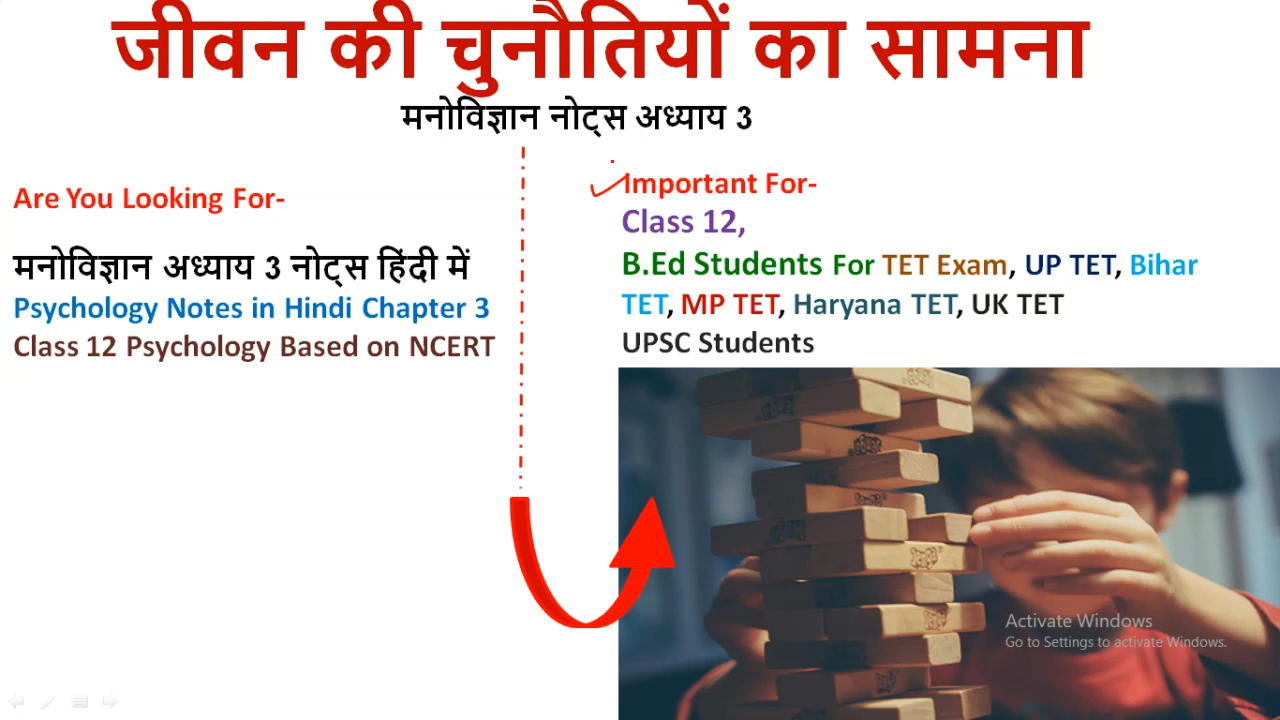 जीवन की चुनौतियों का सामना
मनोविज्ञान नोट्स अध्याय 3
Are You Looking For-
मनोविज्ञान अध्याय 3 नोट्स हिंदी में
Psychology Notes in Hindi Chapter 3
Class 12 Psychology Based on NCERT
Important For-
Class 12,
B.Ed Students For TET Exam, UP TET, Bihar
TET, MP TET, Haryana TET, UK TET
UPSC Students
Activate Windows
Go to Settings to activate Windows.